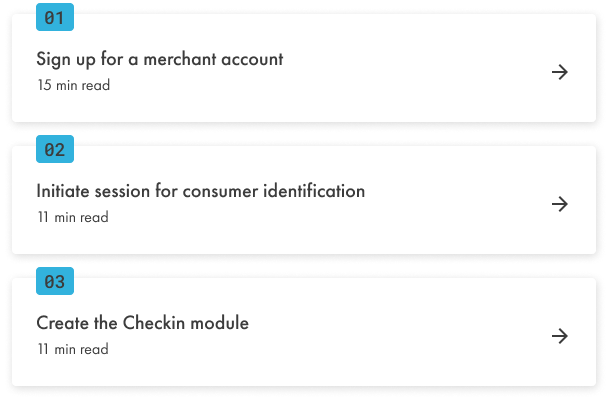 01
Sign up for a merchant account
15 min read
02
Initiate session for consumer identification
11 min read
03
Create the Checkin module
11 min read